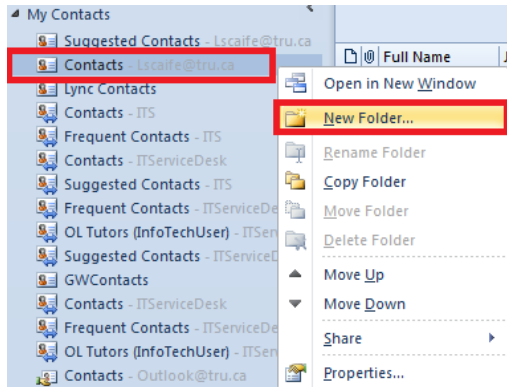 My Contacts
Suggested Contacts - Lscaife@tru.ca
Contacts - Lscaife@tru.ca
Lync Contacts
Contacts - ITS
Frequent Contacts - ITS
Contacts - ITServiceDesk
Suggested Contacts - ITS
Frequent Contacts - ITServiceDe
OL Tutors (InfoTechUser) - ITSer
Suggested Contacts - ITServiceD
GWContacts
Contacts - ITServiceDesk
Frequent Contacts - ITServiceDe
OL Tutors (InfoTechUser) - ITSer
Contacts - Outlook@tru.ca
Full Name
Open in New Window
New Folder...
Rename Folder
Copy Folder
Move Folder
Delete Folder
Move Up
Move Down
Share
Properties...